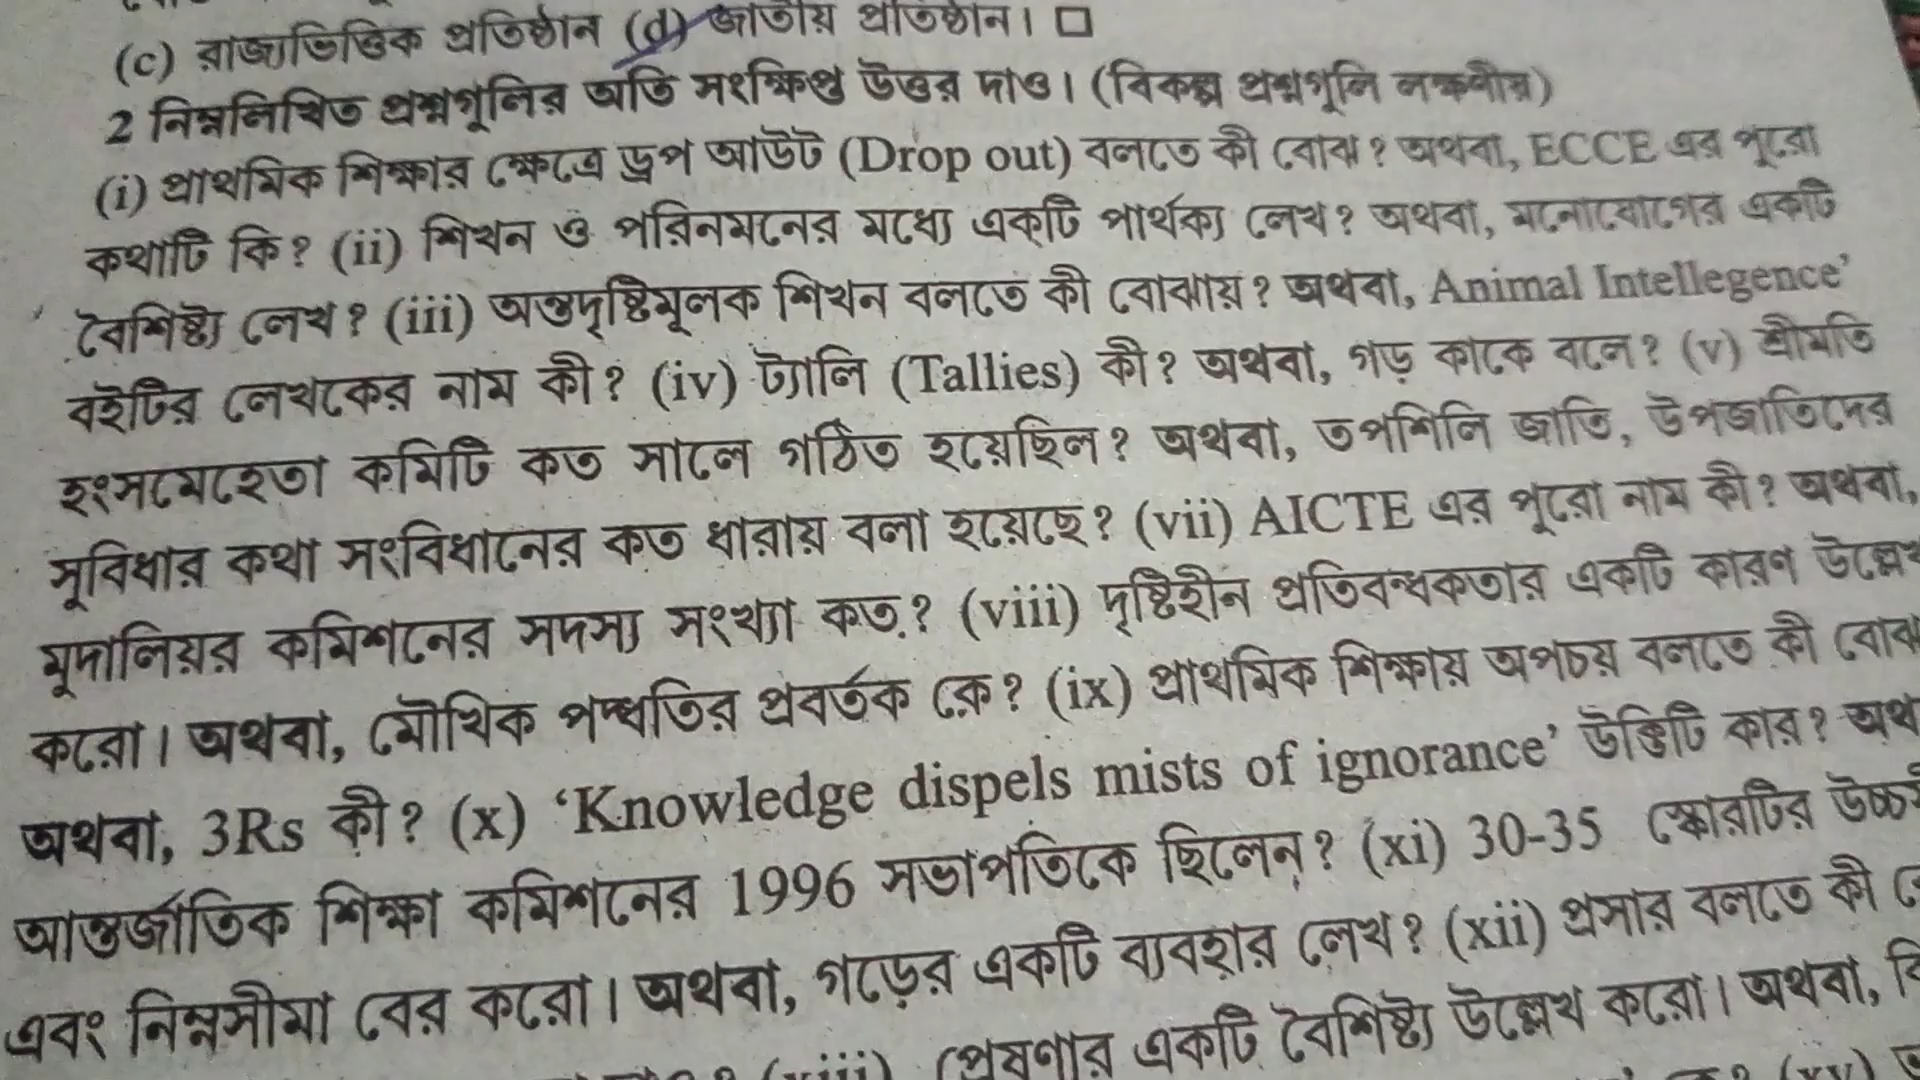 (c) রাজ্যভিত্তিক প্রতিষ্ঠান (d) জাতীয় প্রতিষ্ঠান। □
2 নিম্নলিখিত প্রশ্নগুলির অতি সংক্ষিপ্ত উত্তর দাও। (বিকল্প প্রশ্নগুলি লক্ষণীয়)
(i) প্রাথমিক শিক্ষার ক্ষেত্রে ড্রপ আউট (Drop out) বলতে কী বোঝ? অথবা, ECCE এর পুরো
কথাটি কি? (ii) শিখন ও পরিনমনের মধ্যে একটি পার্থক্য লেখ? অথবা, মনোযোগের একটি
বৈশিষ্ট্য লেখ? (iii) অন্তদৃষ্টিমূলক শিখন বলতে কী বোঝায়? অথবা, Animal Intellegence'
বইটির লেখকের নাম কী? (iv) ট্যালি (Tallies) কী? অথবা, গড় কাকে বলে? (v) শ্রীমতি
হংসমেহেতা কমিটি কত সালে গঠিত হয়েছিল? অথবা, তপশিলি জাতি, উপজাতিদের
সুবিধার কথা সংবিধানের কত ধারায় বলা হয়েছে? (vii) AICTE এর পুরো নাম কী? অথবা,
মুদালিয়র কমিশনের সদস্য সংখ্যা কত? (viii) দৃষ্টিহীন প্রতিবন্ধকতার একটি কারণ
করো। অথবা, মৌখিক পদ্ধতির প্রবর্তক কে? (ix) প্রাথমিক শিক্ষায় অপচয় বলতে কী
অথবা, 3Rs কী? (x) ‘Knowledge dispels mists of ignorance’ উক্তিটি কার?
আন্তর্জাতিক শিক্ষা কমিশনের 1996 সভাপতিকে ছিলেন? (xi) 30-35 স্কোরটির
এবং নিম্নসীমা বের করো। অথবা, গড়ের একটি ব্যবহার লেখ? (xii) প্রসার বলতে কী
(xiii) প্রেষণার একটি বৈশিষ্ট্য উল্লেখ করো। অথবা,
(xv)